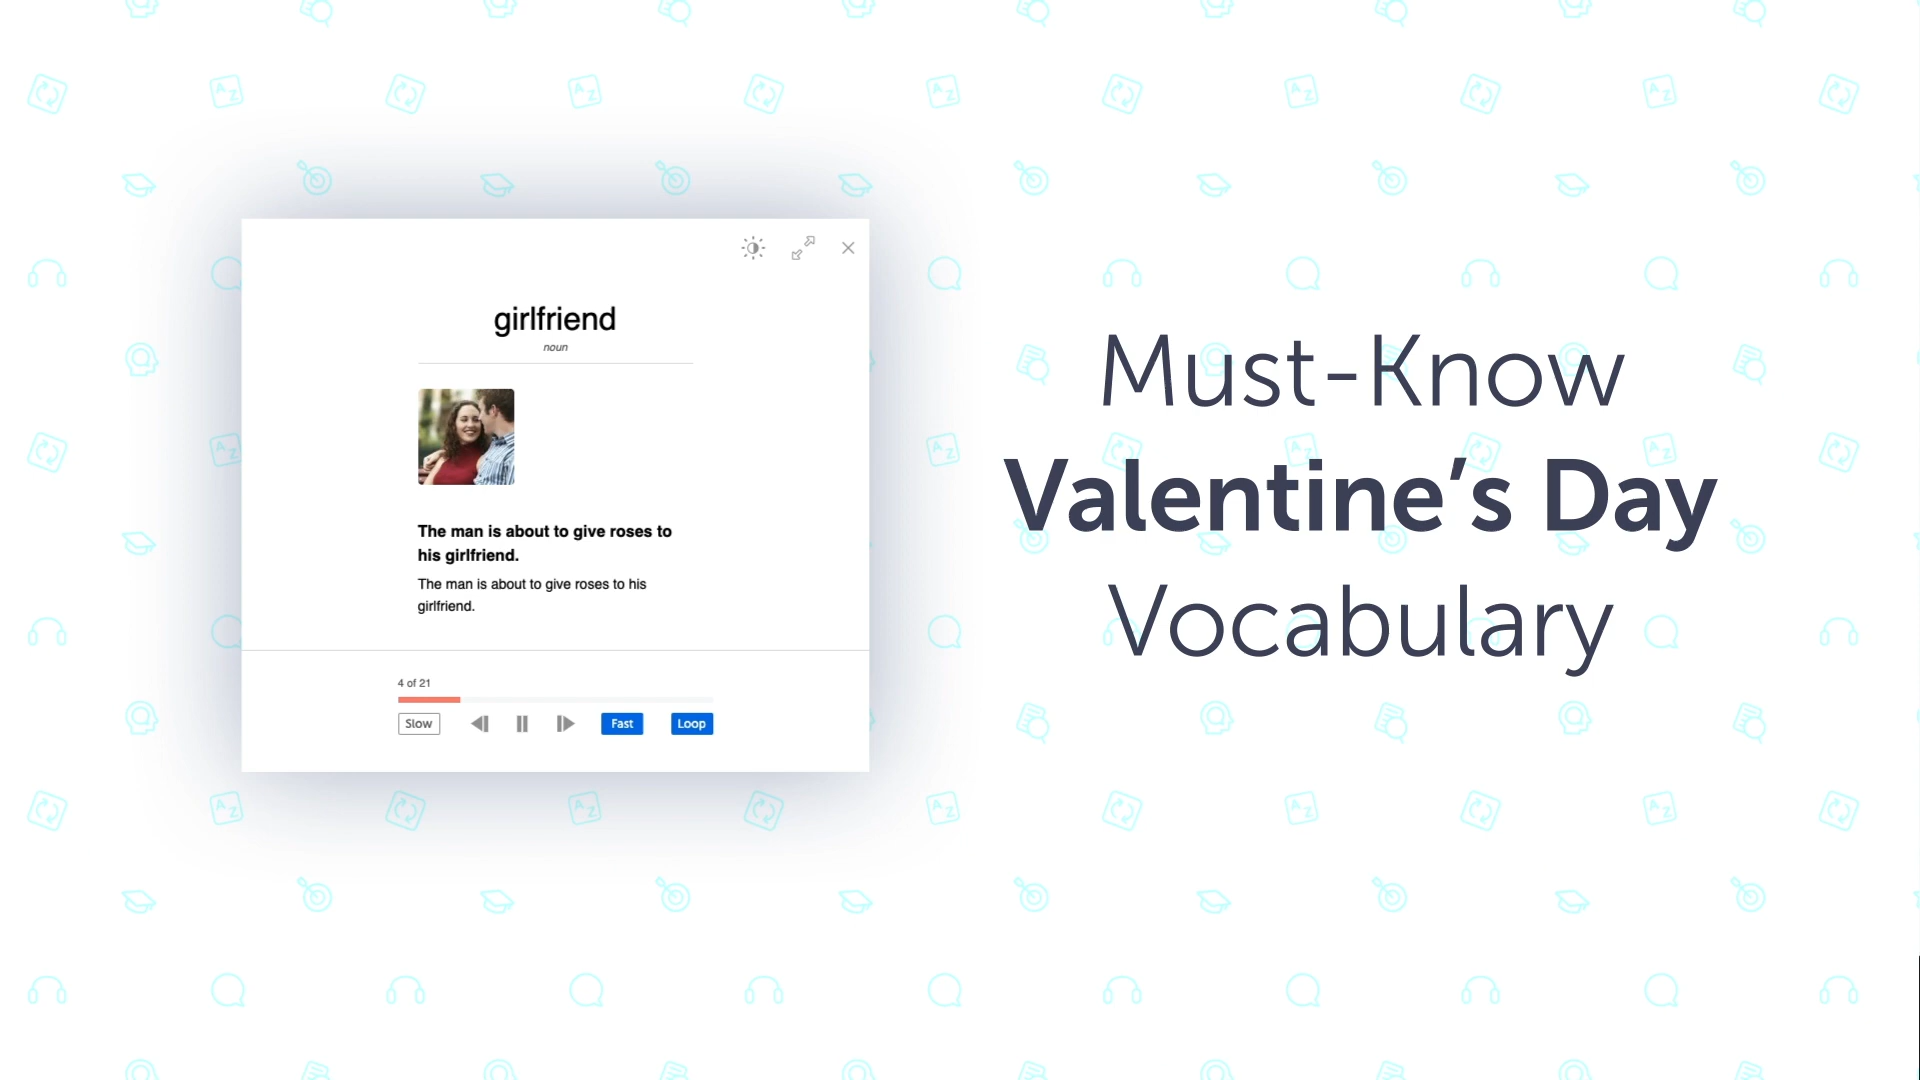 girlfriend
noun
The man is about to give roses to
his girlfriend.
The man is about to give roses to his
girlfriend.
4 of 21
Slow
Fast
Loop
Must-Know
Valentine’s Day
Vocabulary